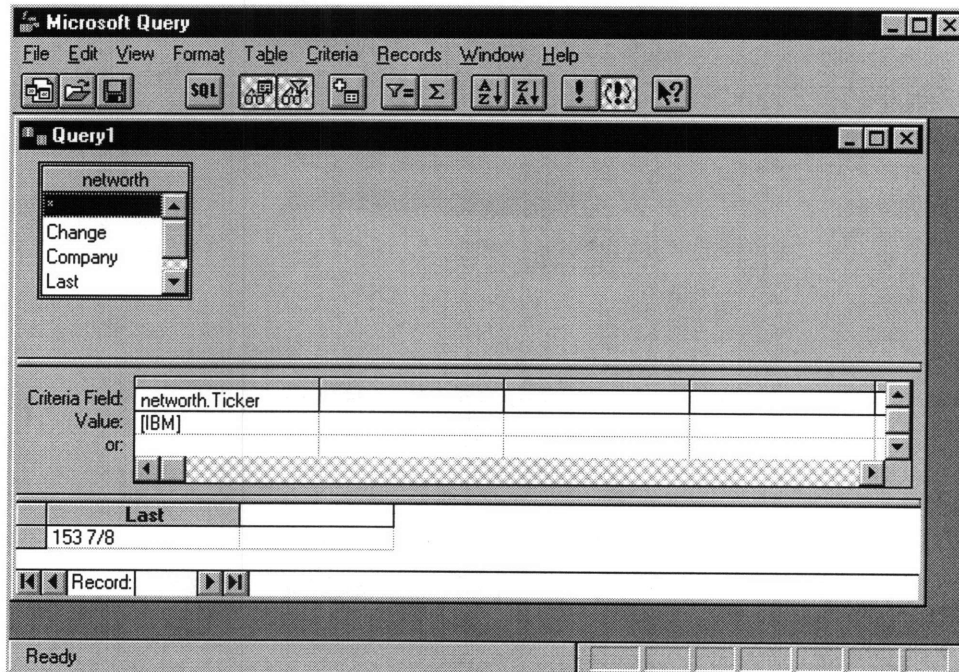 Microsoft Query
File Edit View Format Table Criteria Records Window Help
SQL
Query1
networth
*
Change
Company
Last
Criteria Field: networth.Ticker
Value: [IBM]
or:
Last
153 7/8
Record:
Ready